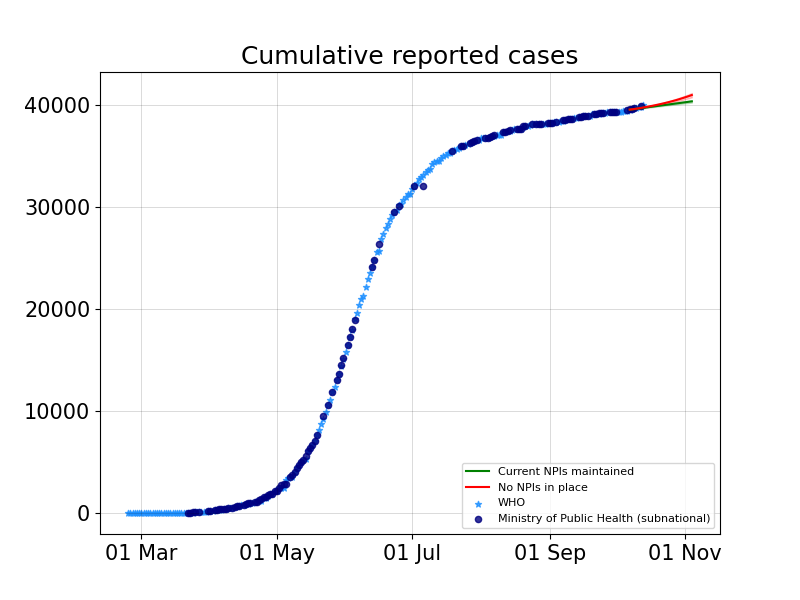 Cumulative reported cases
40000
30000
20000
10000
0
01 Mar
01 May
01 Jul
01 Sep
01 Nov
Current NPIs maintained
No NPIs in place
WHO
Ministry of Public Health (subnational)